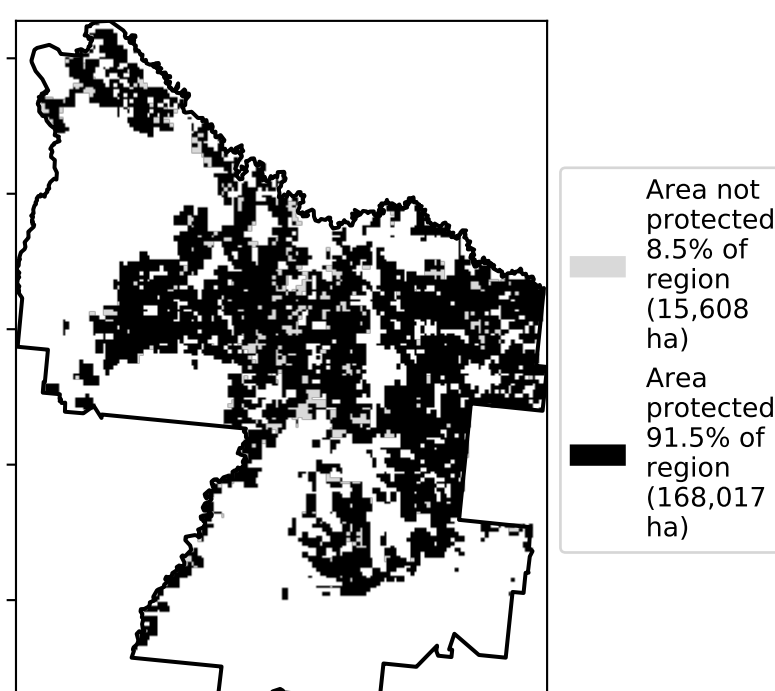 Area not
protected
8.5% of
region
(15,608
ha)
Area
protected
91.5% of
region
(168,017
ha)